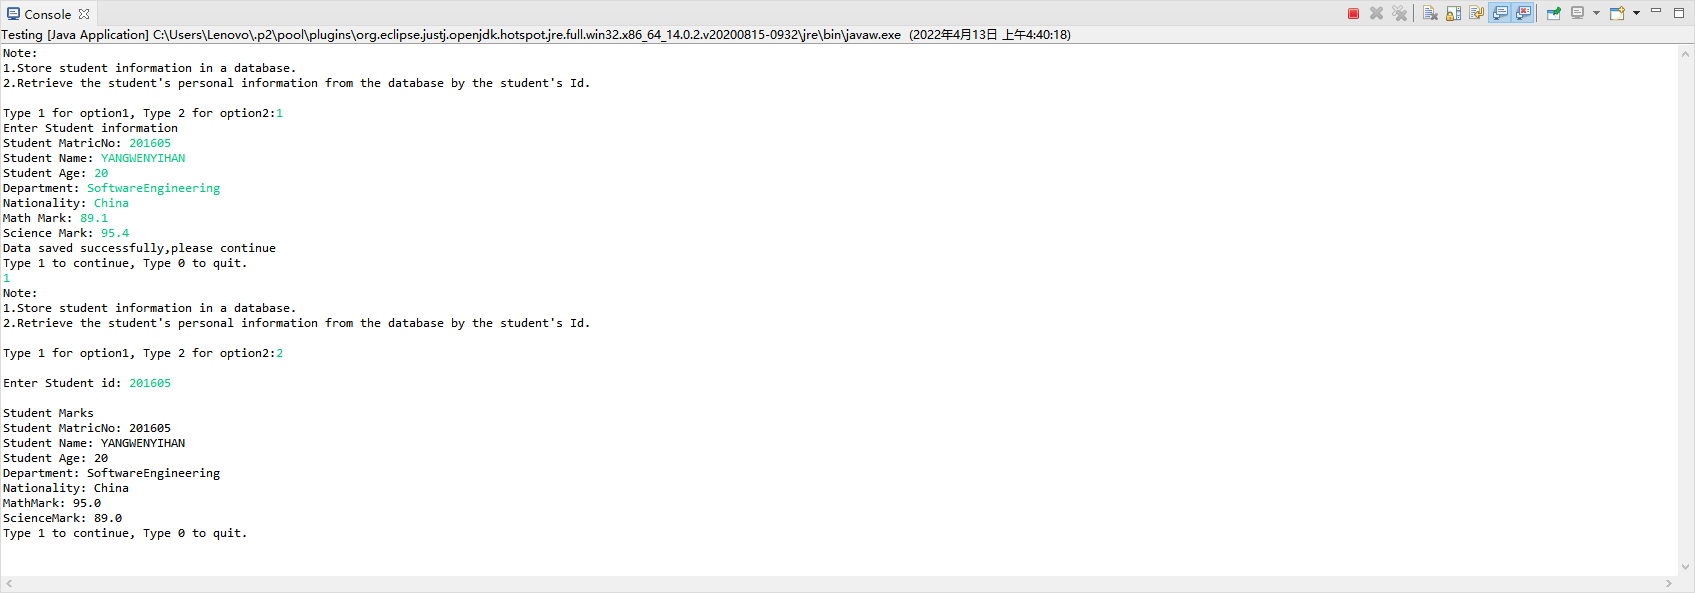 Console
Testing [Java Application] C:\Users\Lenovo\.p2\pool\plugins\org.eclipse.justj.openjdk.hotspot.jre.full.win32.x86_64_14.0.2.v20200815-0932\jre\bin\javaw.exe (2022年4月13日 上午4:40:18)
Note:
1.Store student information in a database.
2.Retrieve the student's personal information from the database by the student's Id.
Type 1 for option1, Type 2 for option2:1
Enter Student information
Student MatricNo: 201605
Student Name: YANGWENYIHAN
Student Age: 20
Department: SoftwareEngineering
Nationality: China
Math Mark: 89.1
Science Mark: 95.4
Data saved successfully,please continue
Type 1 to continue, Type 0 to quit.
1
Note:
1.Store student information in a database.
2.Retrieve the student's personal information from the database by the student's Id.
Type 1 for option1, Type 2 for option2:2
Enter Student id: 201605
Student Marks
Student MatricNo: 201605
Student Name: YANGWENYIHAN
Student Age: 20
Department: SoftwareEngineering
Nationality: China
MathMark: 95.0
ScienceMark: 89.0
Type 1 to continue, Type 0 to quit.